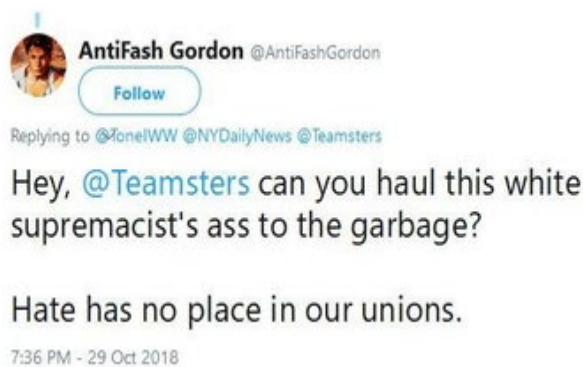 AntiFash Gordon @AntiFashGordon
Follow
Replying to @TonelWW @NYDailyNews @Teamsters
Hey, @Teamsters can you haul this white
supremacist's ass to the garbage?
Hate has no place in our unions.
7:36 PM - 29 Oct 2018